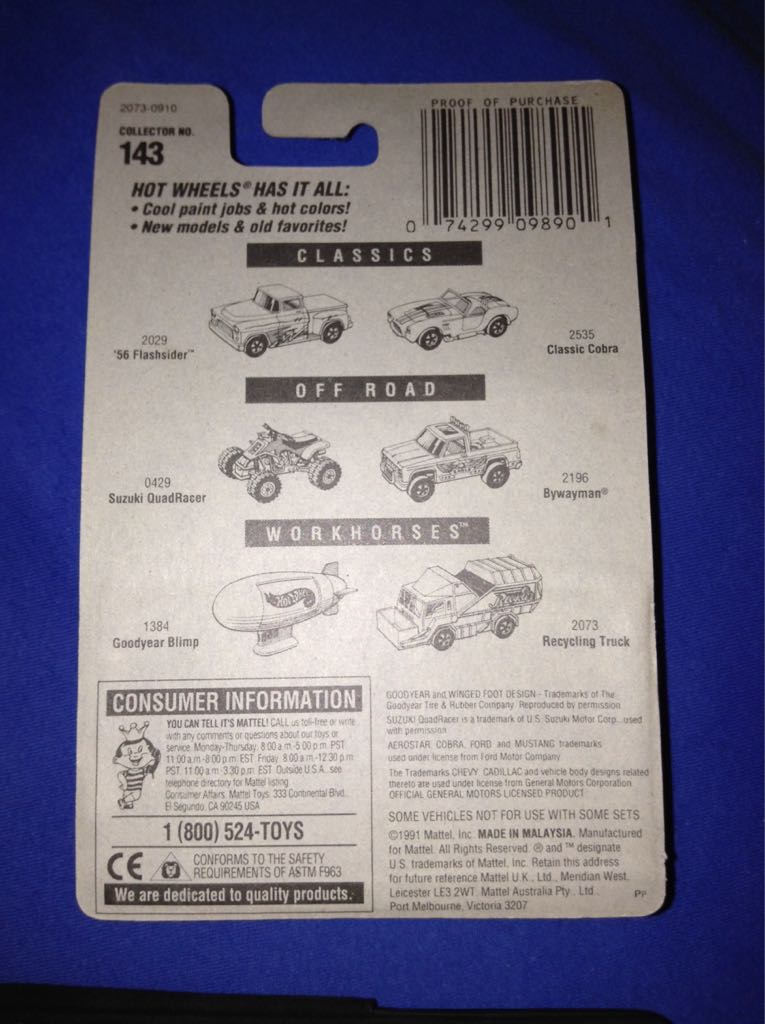 2073-0910
COLLECTOR NO.
143
PROOF OF PURCHASE
0 74299 09890 1
HOT WHEELS® HAS IT ALL:
• Cool paint jobs & hot colors!
• New models & old favorites!
CLASSICS
2029
'56 Flashsider™
2535
Classic Cobra
OFF ROAD
0429
Suzuki QuadRacer
2196
Bywayman®
WORKHORSES™
Hot Wheels
1384
Goodyear Blimp
2073
Recycling Truck
CONSUMER INFORMATION
YOU CAN TELL IT'S MATTEL! CALL us toll-free or write
with any comments or questions about our toys or
service. Monday-Thursday: 8:00 a.m.-5:00 p.m. PST
11:00 a.m.-8:00 p.m. EST Friday: 8:00 a.m.-12:30 p.m.
PST, 11:00 a.m.-3:30 p.m. EST. Outside U.S.A., see
telephone directory for Mattel listing.
Consumer Affairs, Mattel Toys, 333 Continental Blvd.,
El Segundo, CA 90245 USA
1 (800) 524-TOYS
CE
CONFORMS TO THE SAFETY
REQUIREMENTS OF ASTM F963
We are dedicated to quality products.
GOODYEAR and WINGED FOOT DESIGN - Trademarks of The
Goodyear Tire & Rubber Company. Reproduced by permission.
SUZUKI QuadRacer is a trademark of U.S. Suzuki Motor Corp., used
with permission.
AEROSTAR, COBRA, FORD and MUSTANG trademarks
used under license from Ford Motor Company
The Trademarks CHEVY, CADILLAC and vehicle body designs related
thereto are used under license from General Motors Corporation.
OFFICIAL GENERAL MOTORS LICENSED PRODUCT
SOME VEHICLES NOT FOR USE WITH SOME SETS.
©1991 Mattel, Inc. MADE IN MALAYSIA. Manufactured
for Mattel. All Rights Reserved. ® and ™ designate
U.S. trademarks of Mattel, Inc. Retain this address
for future reference Mattel U.K., Ltd., Meridian West,
Leicester LE3 2WT. Mattel Australia Pty., Ltd.,
Port Melbourne, Victoria 3207
PP